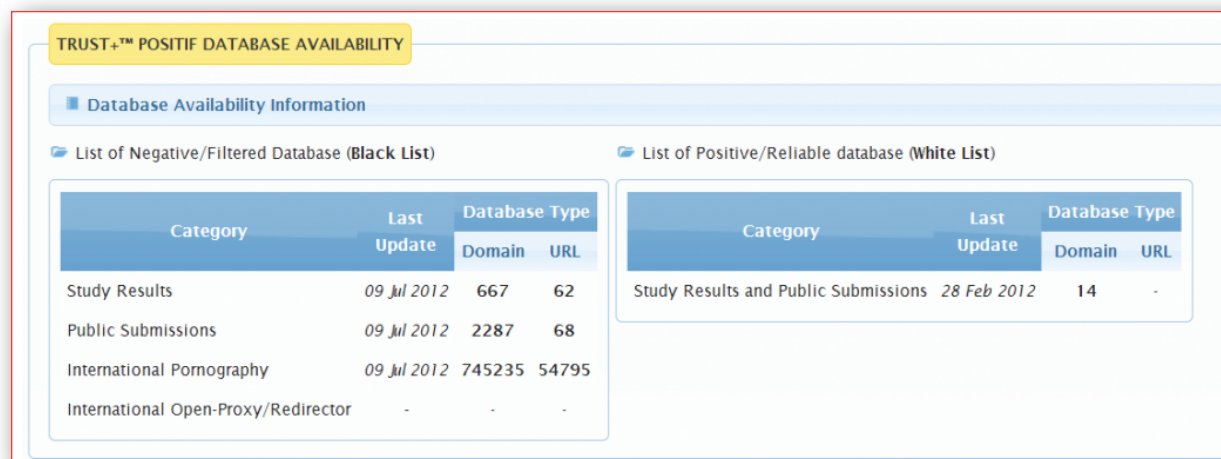 TRUST+™ POSITIF DATABASE AVAILABILITY
Database Availability Information
List of Negative/Filtered Database (Black List)
Category Last Update Database Type
Domain URL
Study Results 09 Jul 2012 667 62
Public Submissions 09 Jul 2012 2287 68
International Pornography 09 Jul 2012 745235 54795
International Open-Proxy/Redirector - - -
List of Positive/Reliable database (White List)
Category Last Update Database Type
Domain URL
Study Results and Public Submissions 28 Feb 2012 14 -